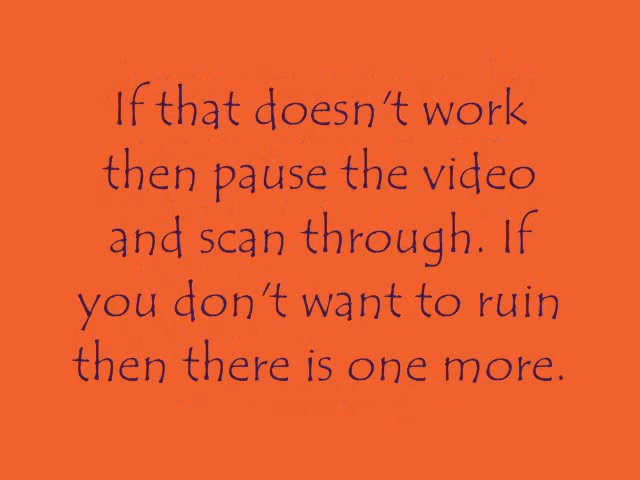 If that doesn't work
then pause the video
and scan through. If
you don't want to ruin
then there is one more.